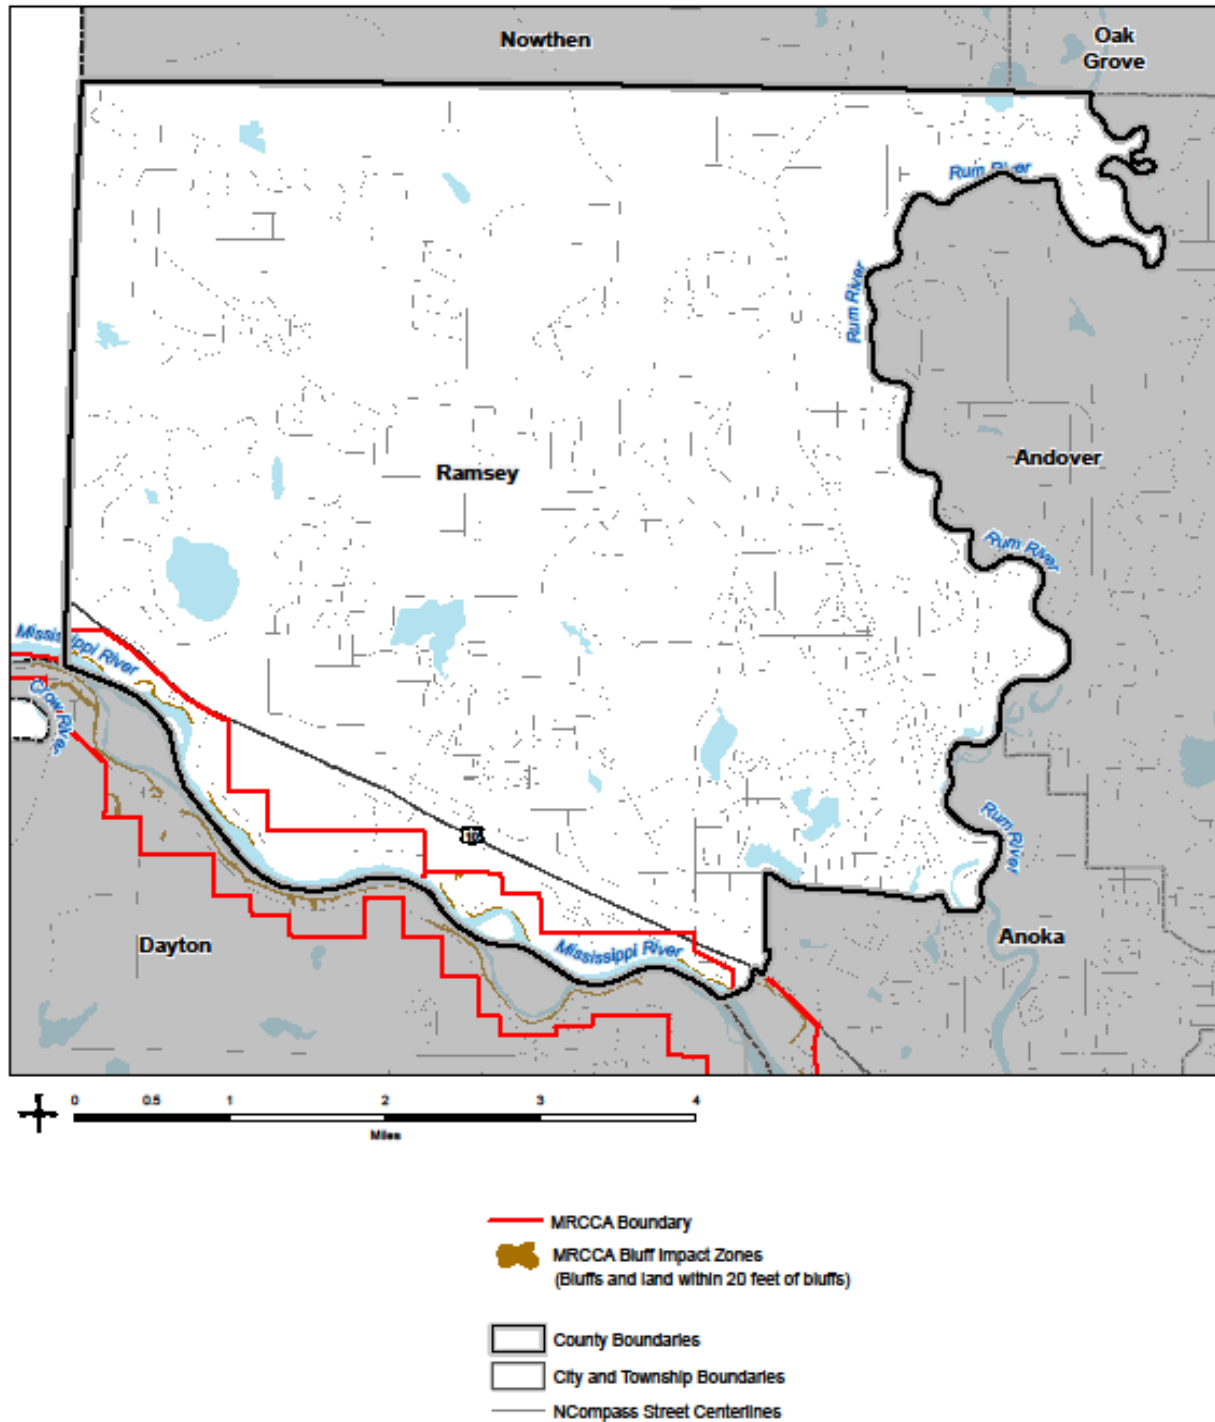 Nowthen
Oak
Grove
Rum River
Rum River
Ramsey
Andover
Rum River
Mississippi River
Crow River
Rum River
10
Dayton
Mississippi River
Anoka
0 0.5 1 2 3 4
Miles
MRCCA Boundary
MRCCA Bluff Impact Zones
(Bluffs and land within 20 feet of bluffs)
County Boundaries
City and Township Boundaries
NCompass Street Centerlines